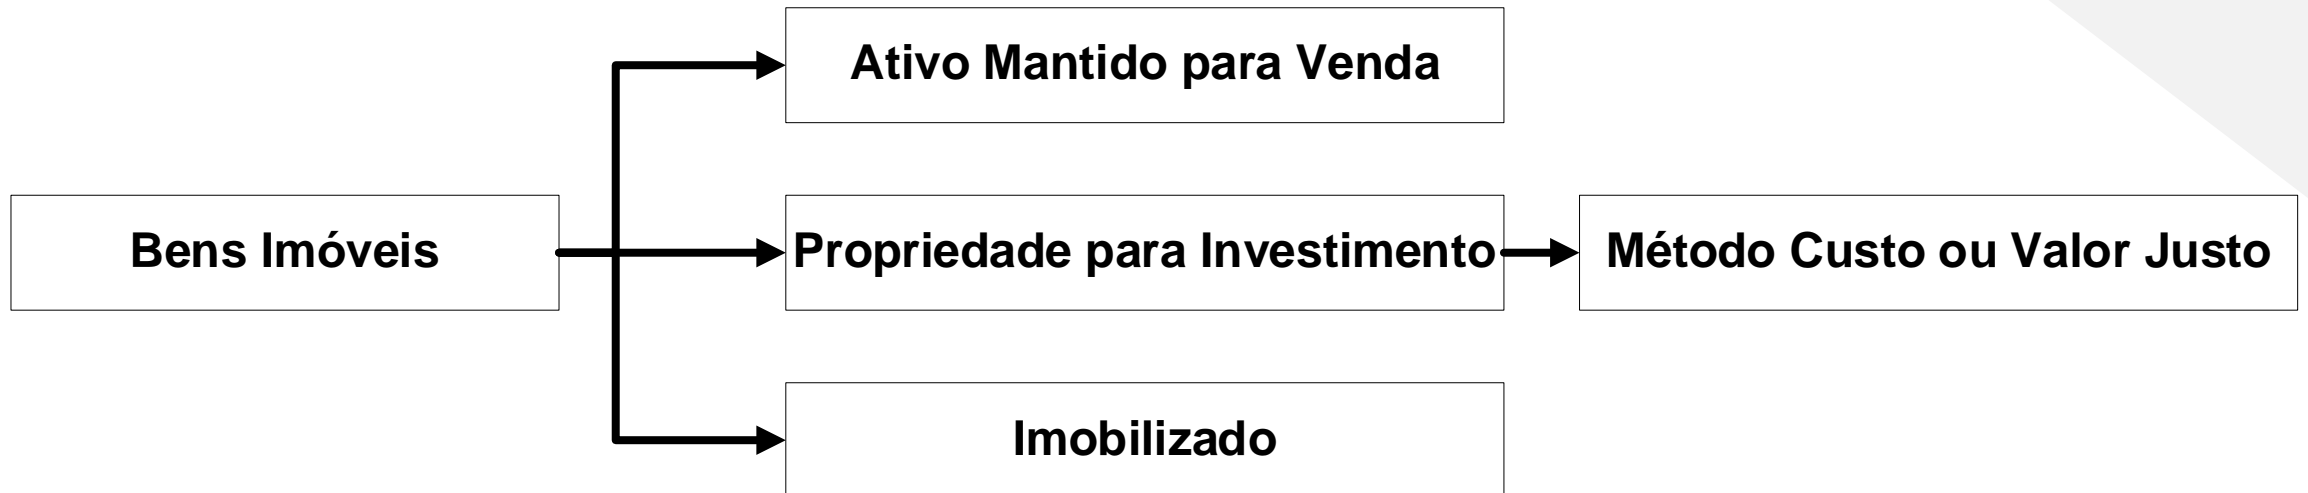 Ativo Mantido para Venda
Bens Imóveis
Propriedade para Investimento
Método Custo ou Valor Justo
Imobilizado